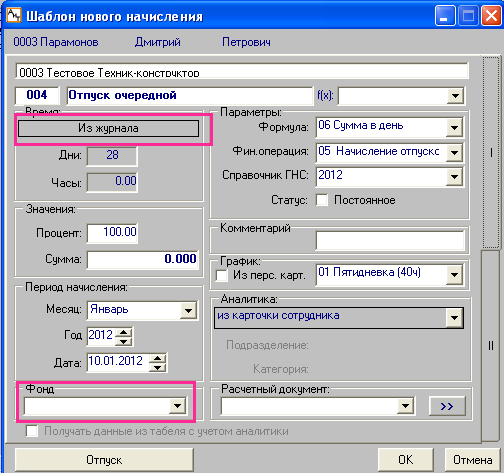 Шаблон нового начисления
0003 Парамонов Дмитрий Петрович
0003 Тестовое Техник-конструктор
004 Отпуск очередной f(x):
Время:
Из журнала
Дни: 28
Часы: 0.00
Параметры:
Формула: 06 Сумма в день
Фин.операция: 05 Начисление отпускс
Справочник ГНС: 2012
Статус: Постоянное
Значения:
Процент: 100.00
Сумма: 0.000
Комментарий
График:
Из перс. карт. 01 Пятидневка (40ч)
Период начисления:
Месяц: Январь
Год 2012
Дата: 10.01.2012
Аналитика:
из карточки сотрудника
Подразделение:
Категория:
Фонд
Расчетный документ:
>>
Получать данные из табеля с учетом аналитики
Отпуск OK Отмена
I
II